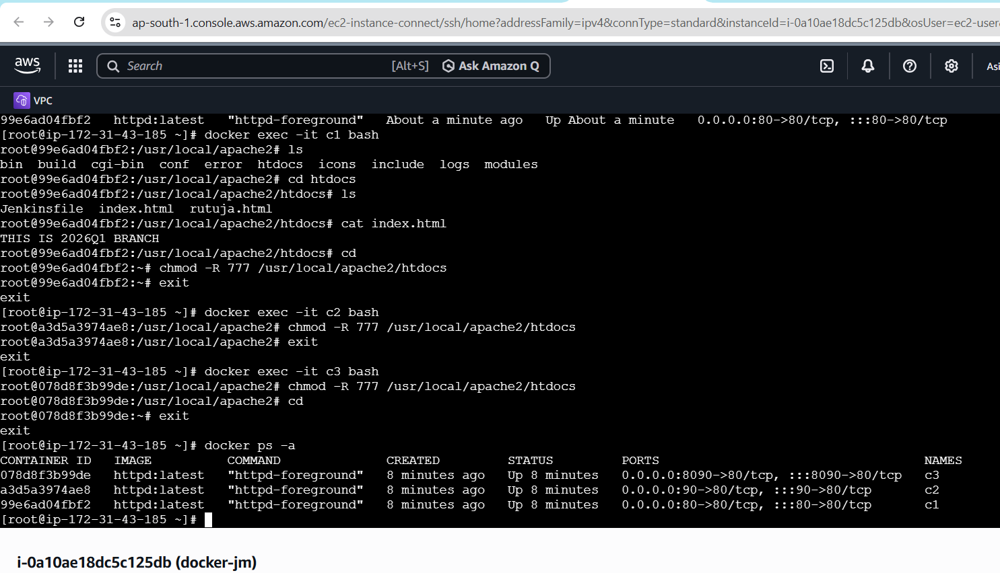 ap-south-1.console.aws.amazon.com/ec2-instance-connect/ssh/home?addressFamily=ipv4&connType=standard&instanceId=i-0a10ae18dc5c125db&osUser=ec2-user
aws Search [Alt+S] Ask Amazon Q Asi
VPC
99e6ad04fbf2 httpd:latest "httpd-foreground" About a minute ago Up About a minute 0.0.0.0:80->80/tcp, :::80->80/tcp
[root@ip-172-31-43-185 ~]# docker exec -it c1 bash
root@99e6ad04fbf2:/usr/local/apache2# ls
bin build cgi-bin conf error htdocs icons include logs modules
root@99e6ad04fbf2:/usr/local/apache2# cd htdocs
root@99e6ad04fbf2:/usr/local/apache2/htdocs# ls
Jenkinsfile index.html rutuja.html
root@99e6ad04fbf2:/usr/local/apache2/htdocs# cat index.html
THIS IS 2026Q1 BRANCH
root@99e6ad04fbf2:/usr/local/apache2/htdocs# cd
root@99e6ad04fbf2:~# chmod -R 777 /usr/local/apache2/htdocs
root@99e6ad04fbf2:~# exit
exit
[root@ip-172-31-43-185 ~]# docker exec -it c2 bash
root@a3d5a3974ae8:/usr/local/apache2# chmod -R 777 /usr/local/apache2/htdocs
root@a3d5a3974ae8:/usr/local/apache2# exit
exit
[root@ip-172-31-43-185 ~]# docker exec -it c3 bash
root@078d8f3b99de:/usr/local/apache2# chmod -R 777 /usr/local/apache2/htdocs
root@078d8f3b99de:/usr/local/apache2# cd
root@078d8f3b99de:~# exit
exit
[root@ip-172-31-43-185 ~]# docker ps -a
CONTAINER ID IMAGE COMMAND CREATED STATUS PORTS NAMES
078d8f3b99de httpd:latest "httpd-foreground" 8 minutes ago Up 8 minutes 0.0.0.0:8090->80/tcp, :::8090->80/tcp c3
a3d5a3974ae8 httpd:latest "httpd-foreground" 8 minutes ago Up 8 minutes 0.0.0.0:90->80/tcp, :::90->80/tcp c2
99e6ad04fbf2 httpd:latest "httpd-foreground" 8 minutes ago Up 8 minutes 0.0.0.0:80->80/tcp, :::80->80/tcp c1
[root@ip-172-31-43-185 ~]#
i-0a10ae18dc5c125db (docker-jm)